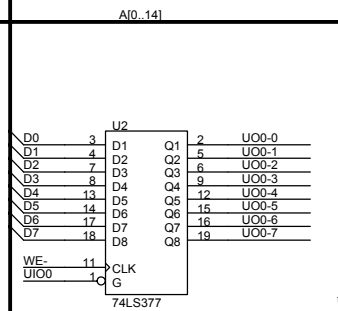 A[0..14]
U2
D0 3 D1 Q1 2 UO0-0
D1 4 D2 Q2 5 UO0-1
D2 7 D3 Q3 6 UO0-2
D3 8 D4 Q4 9 UO0-3
D4 13 D5 Q5 12 UO0-4
D5 14 D6 Q6 15 UO0-5
D6 17 D7 Q7 16 UO0-6
D7 18 D8 Q8 19 UO0-7
WE- 11 CLK
UIO0 1 G
74LS377